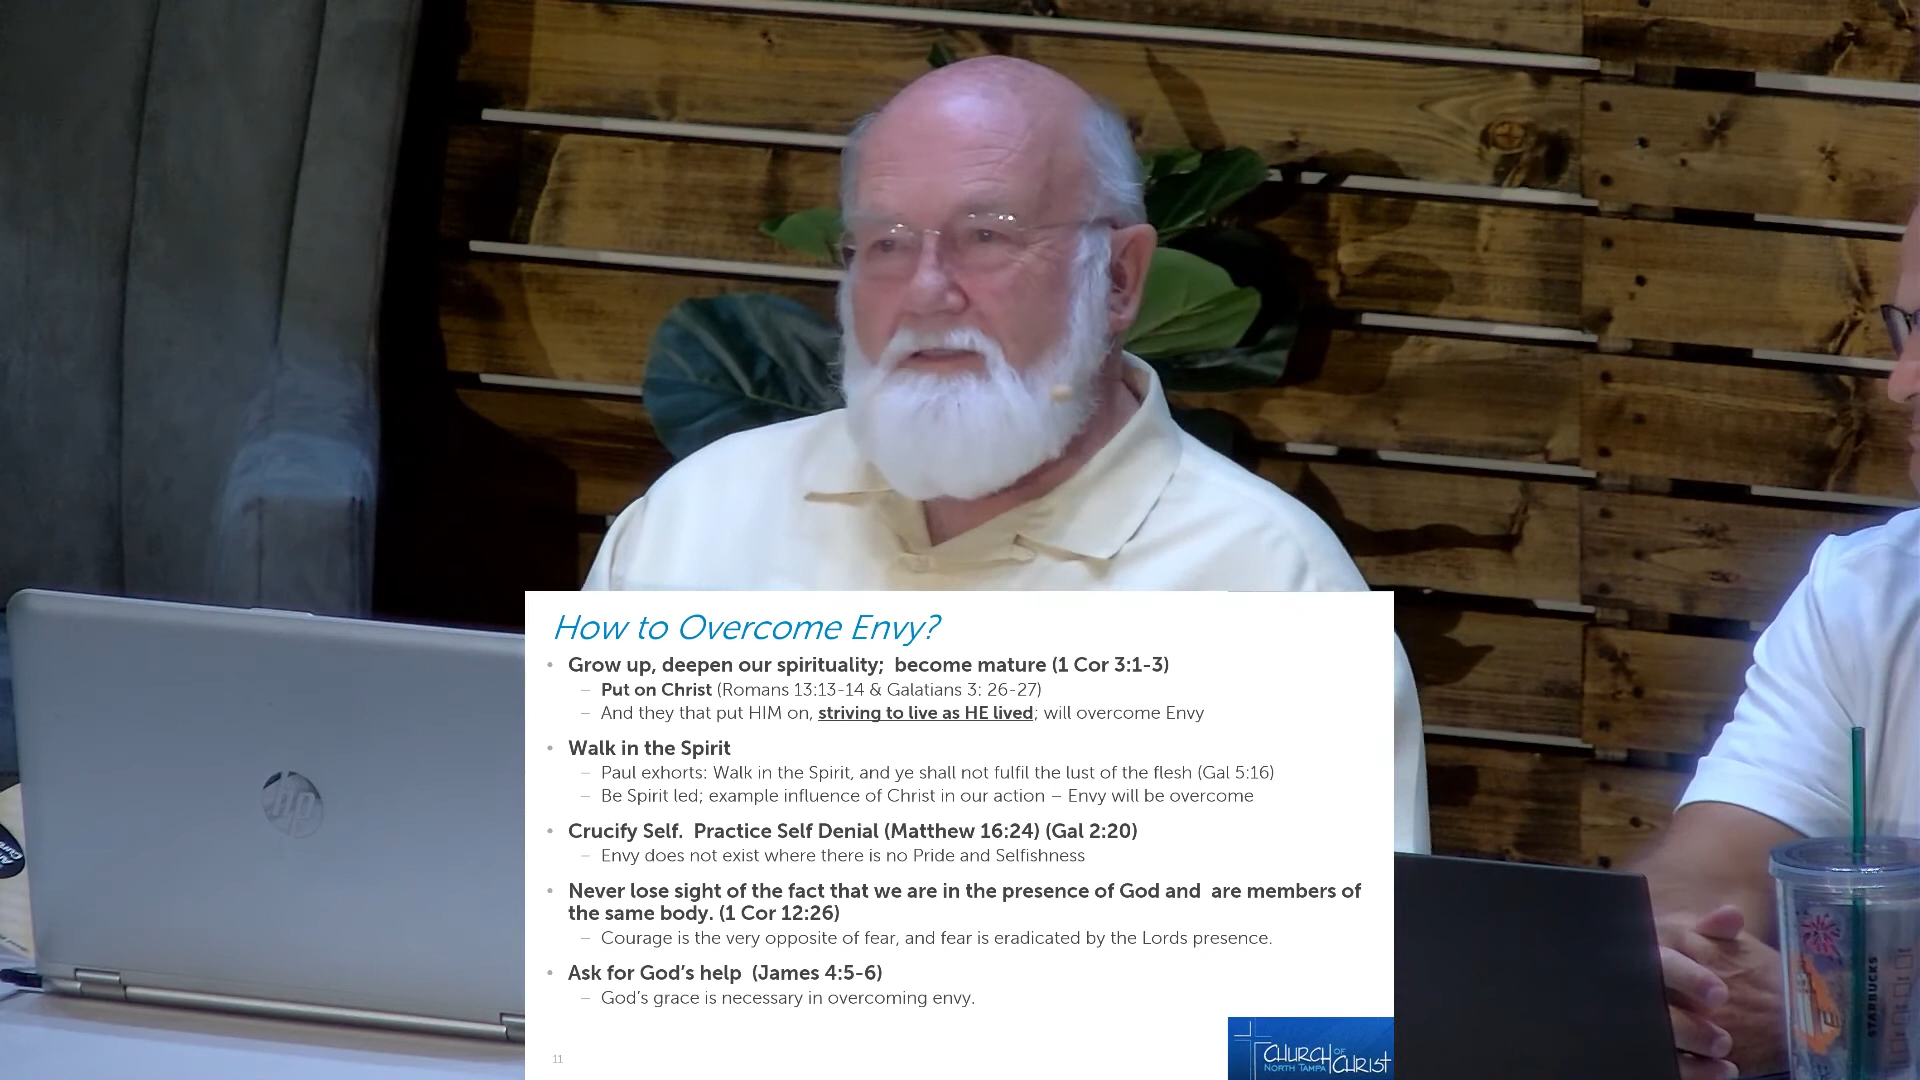 How to Overcome Envy?
• Grow up, deepen our spirituality;  become mature (1 Cor 3:1-3)
– Put on Christ (Romans 13:13-14 & Galatians 3: 26-27)
– And they that put HIM on, striving to live as HE lived; will overcome Envy
• Walk in the Spirit
– Paul exhorts: Walk in the Spirit, and ye shall not fulfil the lust of the flesh (Gal 5:16)
– Be Spirit led; example influence of Christ in our action – Envy will be overcome
• Crucify Self.  Practice Self Denial (Matthew 16:24) (Gal 2:20)
– Envy does not exist where there is no Pride and Selfishness
• Never lose sight of the fact that we are in the presence of God and  are members of
the same body. (1 Cor 12:26)
– Courage is the very opposite of fear, and fear is eradicated by the Lords presence.
• Ask for God's help  (James 4:5-6)
– God's grace is necessary in overcoming envy.
11
CHURCH OF CHRIST
NORTH TAMPA
hp
STARBUCKS